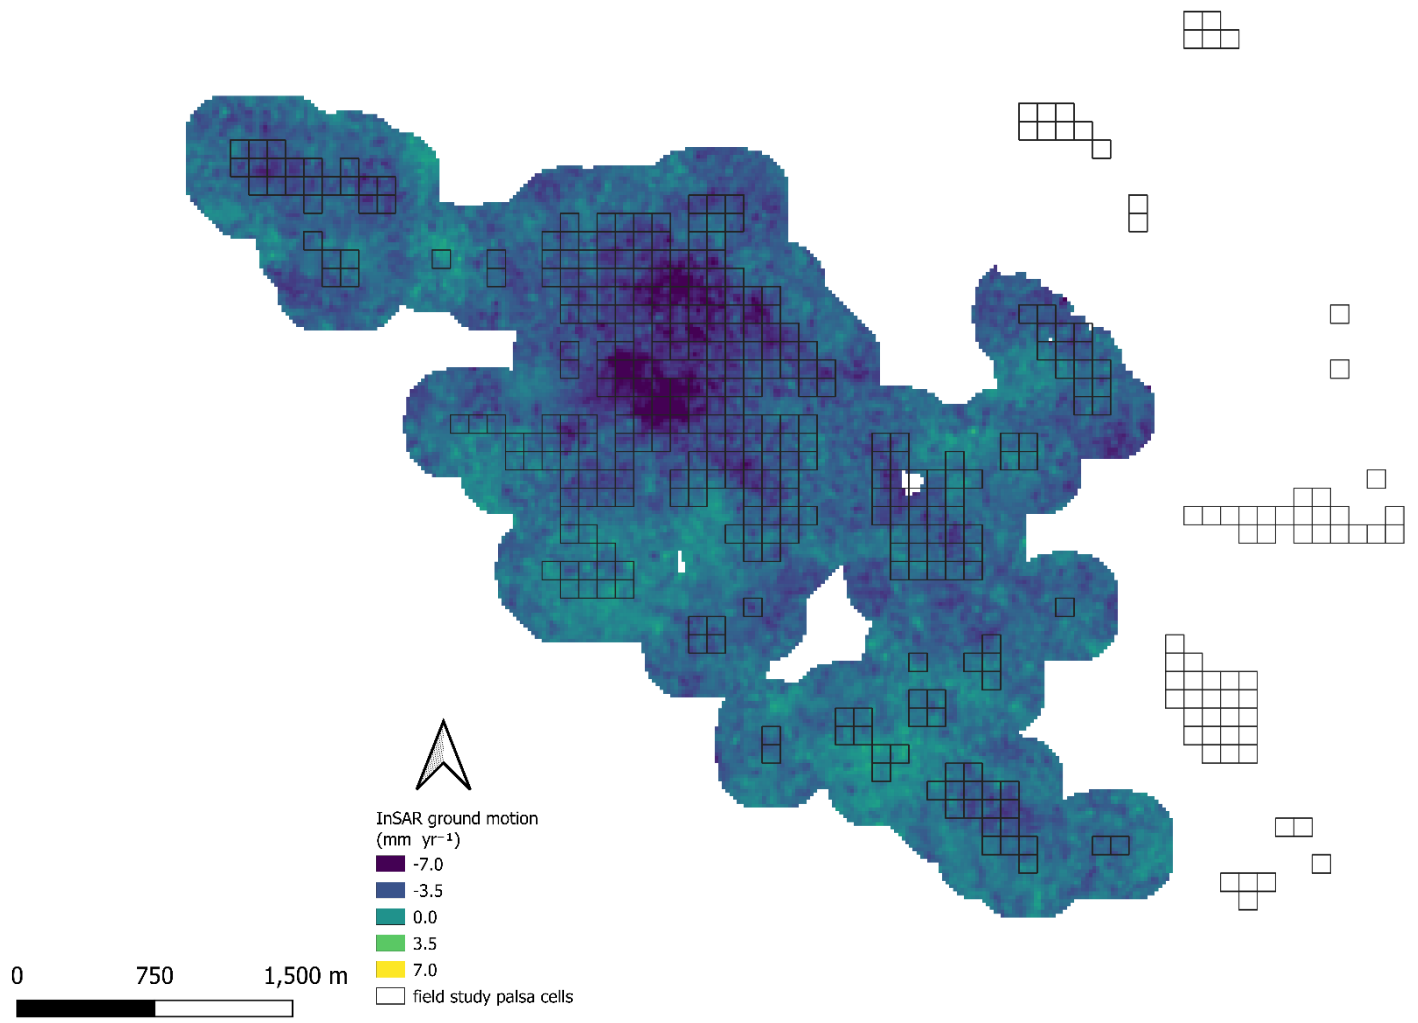 InSAR ground motion
(mm yr⁻¹)
-7.0
-3.5
0.0
3.5
7.0
field study palsa cells
0 750 1,500 m